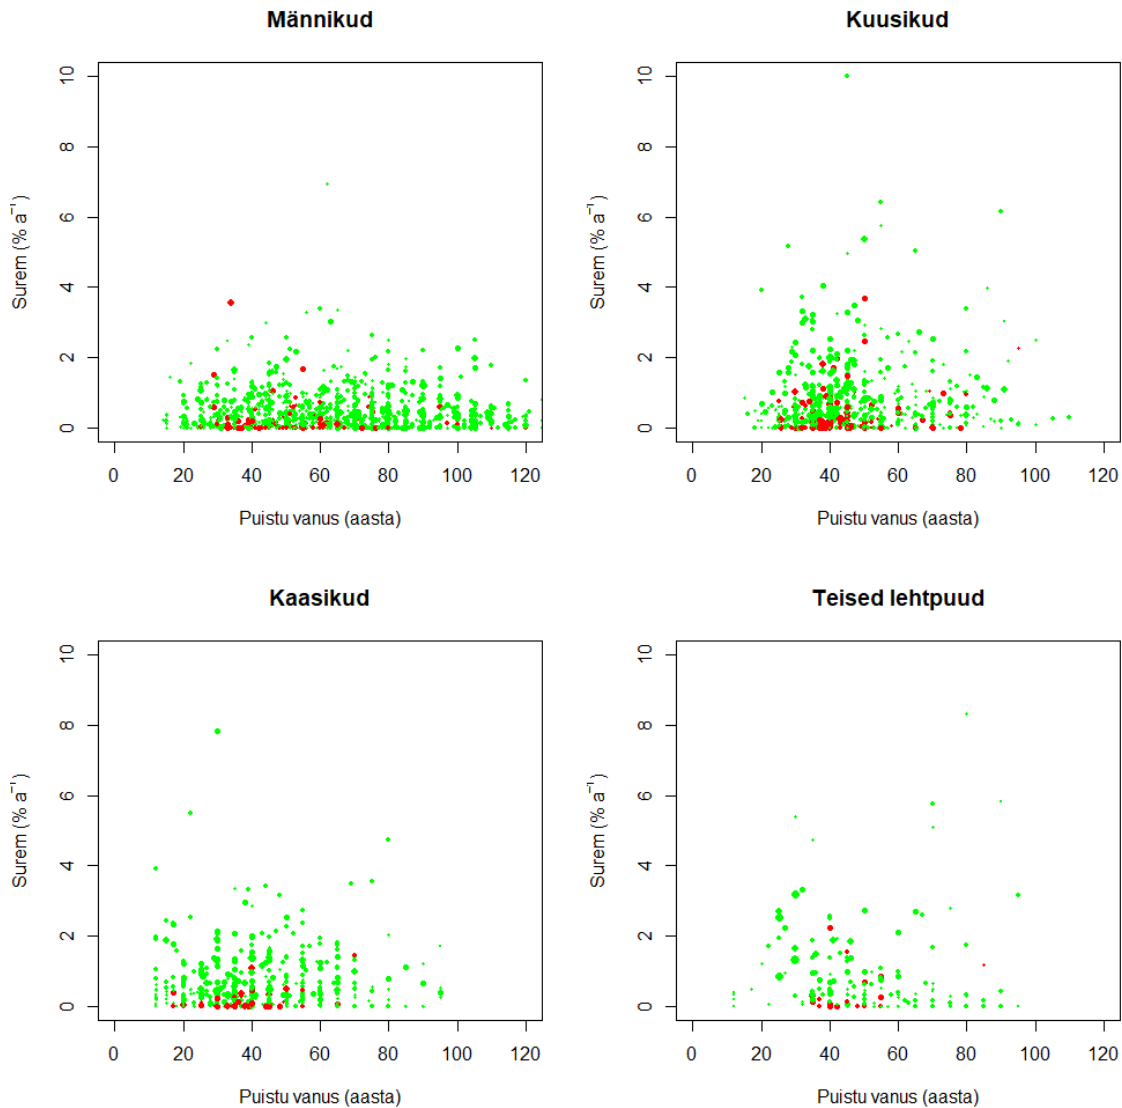 Männikud
Surem (% a⁻¹)
0 2 4 6 8 10
0 20 40 60 80 100 120
Puistu vanus (aasta)
Kuusikud
Surem (% a⁻¹)
0 2 4 6 8 10
0 20 40 60 80 100 120
Puistu vanus (aasta)
Kaasikud
Surem (% a⁻¹)
0 2 4 6 8 10
0 20 40 60 80 100 120
Puistu vanus (aasta)
Teised lehtpuud
Surem (% a⁻¹)
0 2 4 6 8 10
0 20 40 60 80 100 120
Puistu vanus (aasta)